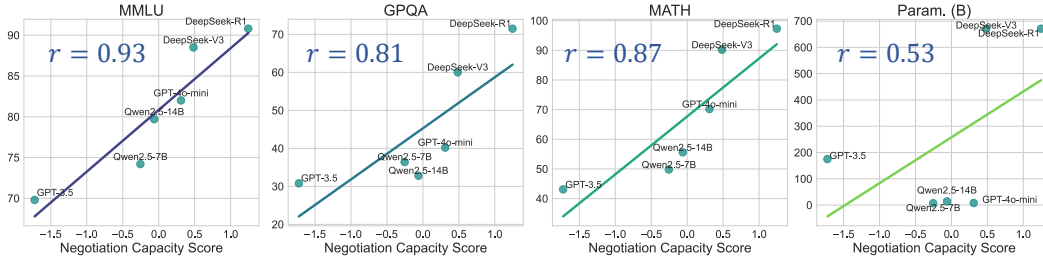 MMLU
90
85
80
75
70
r = 0.93
DeepSeek-R1
DeepSeek-V3
GPT-4o-mini
Qwen2.5-14B
Qwen2.5-7B
GPT-3.5
−1.5 −1.0 −0.5 0.0 0.5 1.0
Negotiation Capacity Score
GPQA
70
60
50
40
30
20
r = 0.81
DeepSeek-R1
DeepSeek-V3
GPT-4o-mini
Qwen2.5-7B
Qwen2.5-14B
GPT-3.5
−1.5 −1.0 −0.5 0.0 0.5 1.0
Negotiation Capacity Score
MATH
100
90
80
70
60
50
40
r = 0.87
DeepSeek-R1
DeepSeek-V3
GPT-4o-mini
Qwen2.5-14B
Qwen2.5-7B
GPT-3.5
−1.5 −1.0 −0.5 0.0 0.5 1.0
Negotiation Capacity Score
Param. (B)
700
600
500
400
300
200
100
0
r = 0.53
DeepSeek-V3
DeepSeek-R1
GPT-3.5
Qwen2.5-14B
GPT-4o-mini
Qwen2.5-7B
−1.5 −1.0 −0.5 0.0 0.5 1.0
Negotiation Capacity Score